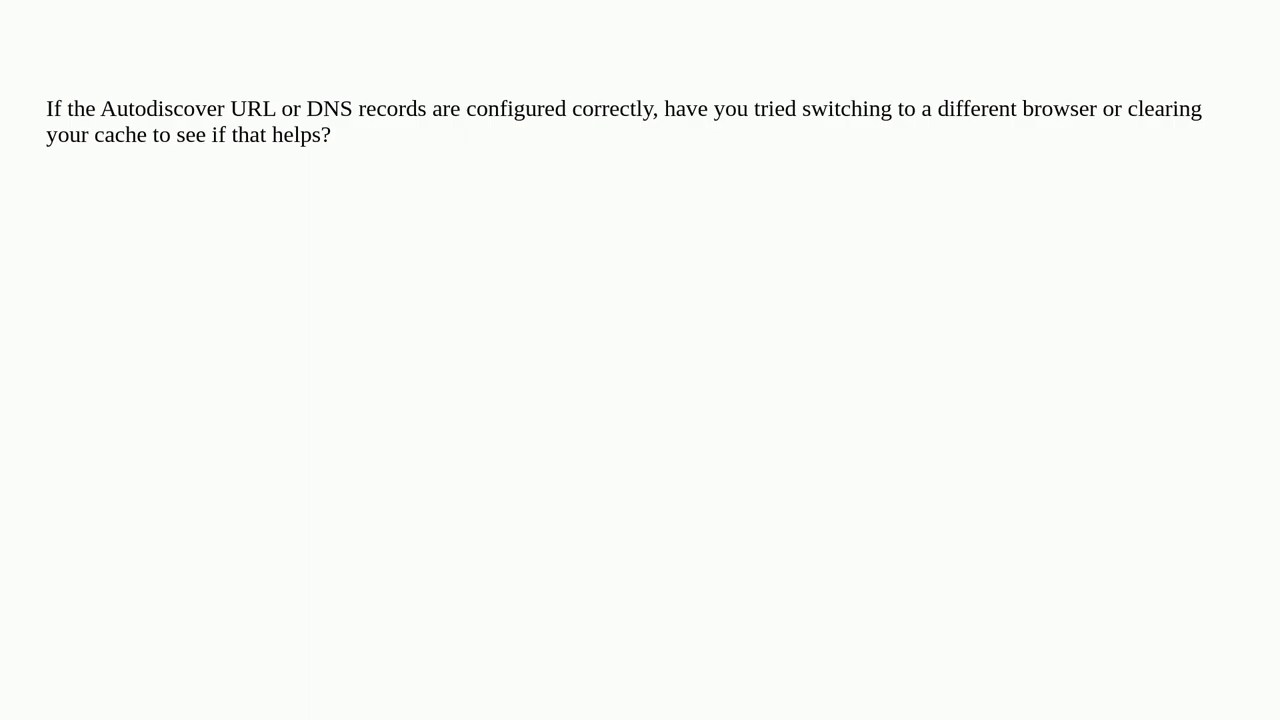 If the Autodiscover URL or DNS records are configured correctly, have you tried switching to a different browser or clearing
your cache to see if that helps?